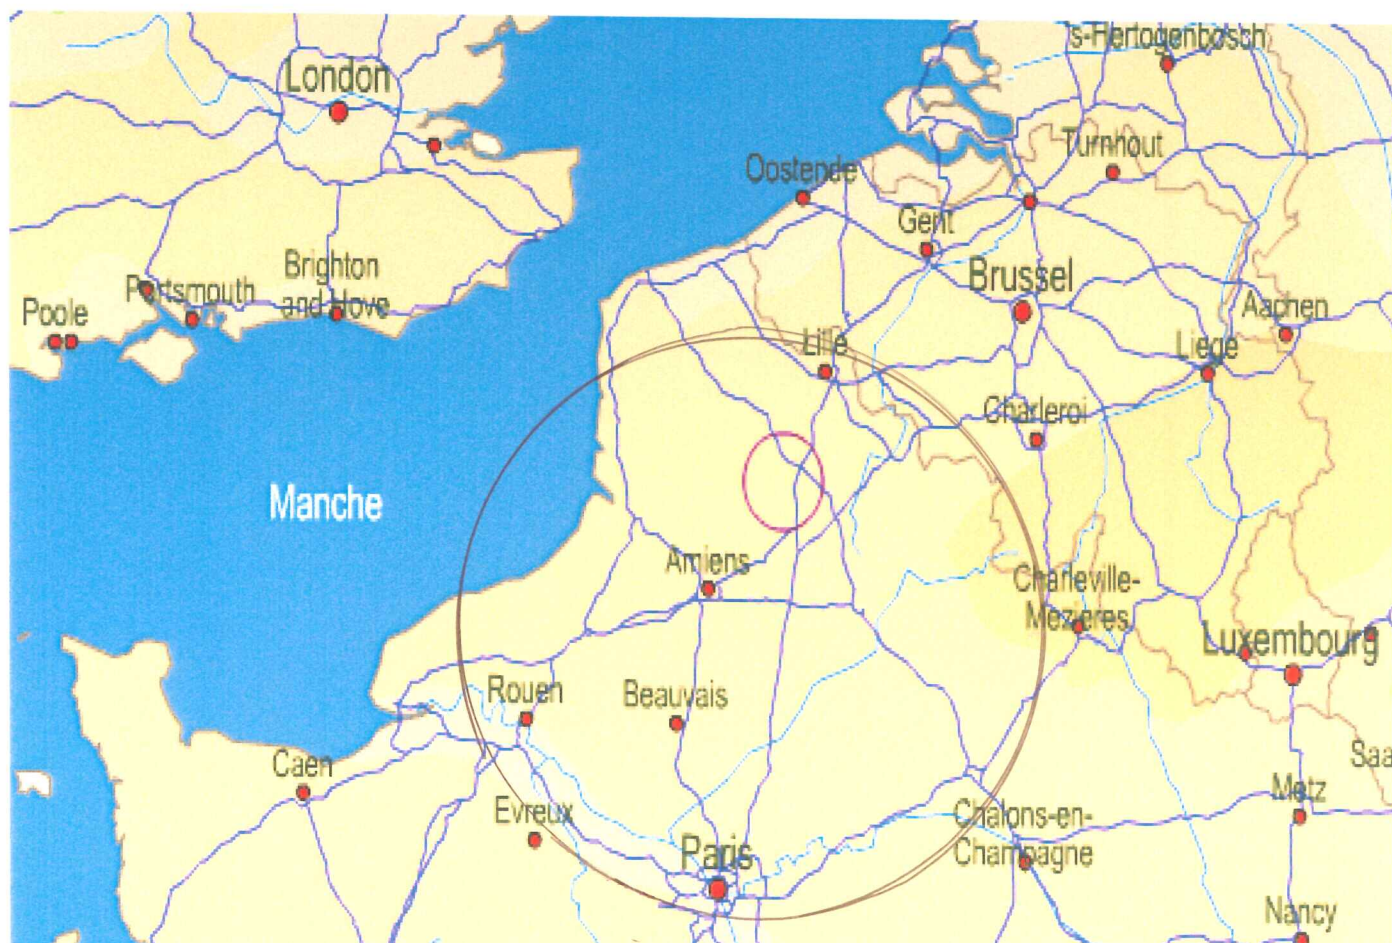 's-Hertogenbosch
London
Turnhout
Oostende
Gent
Brighton
and Hove
Portsmouth
Poole
Brussel
Aachen
Liege
Lille
Charleroi
Manche
Amiens
Charleville-
Mezieres
Luxembourg
Rouen
Beauvais
Caen
Saa
Metz
Evreux
Chalons-en-
Champagne
Paris
Nancy